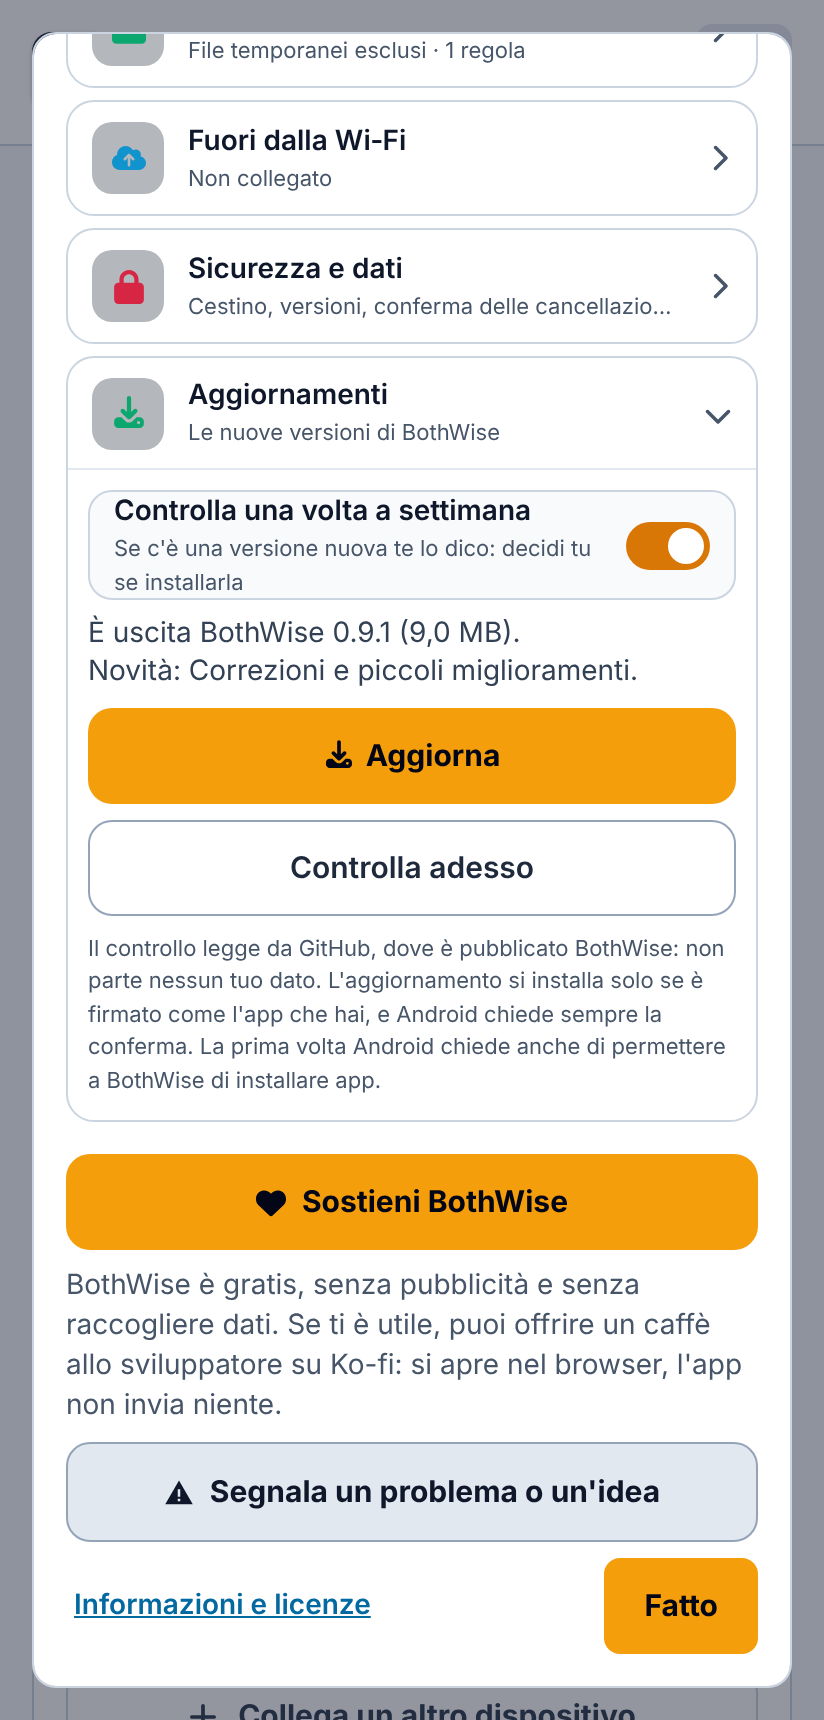 File temporanei esclusi · 1 regola
Fuori dalla Wi-Fi
Non collegato
Sicurezza e dati
Cestino, versioni, conferma delle cancellazio...
Aggiornamenti
Le nuove versioni di BothWise
Controlla una volta a settimana
Se c'è una versione nuova te lo dico: decidi tu
se installarla
È uscita BothWise 0.9.1 (9,0 MB).
Novità: Correzioni e piccoli miglioramenti.
Aggiorna
Controlla adesso
Il controllo legge da GitHub, dove è pubblicato BothWise: non
parte nessun tuo dato. L'aggiornamento si installa solo se è
firmato come l'app che hai, e Android chiede sempre la
conferma. La prima volta Android chiede anche di permettere
a BothWise di installare app.
Sostieni BothWise
BothWise è gratis, senza pubblicità e senza
raccogliere dati. Se ti è utile, puoi offrire un caffè
allo sviluppatore su Ko-fi: si apre nel browser, l'app
non invia niente.
Segnala un problema o un'idea
Informazioni e licenze
Fatto
Collega un altro dispositivo